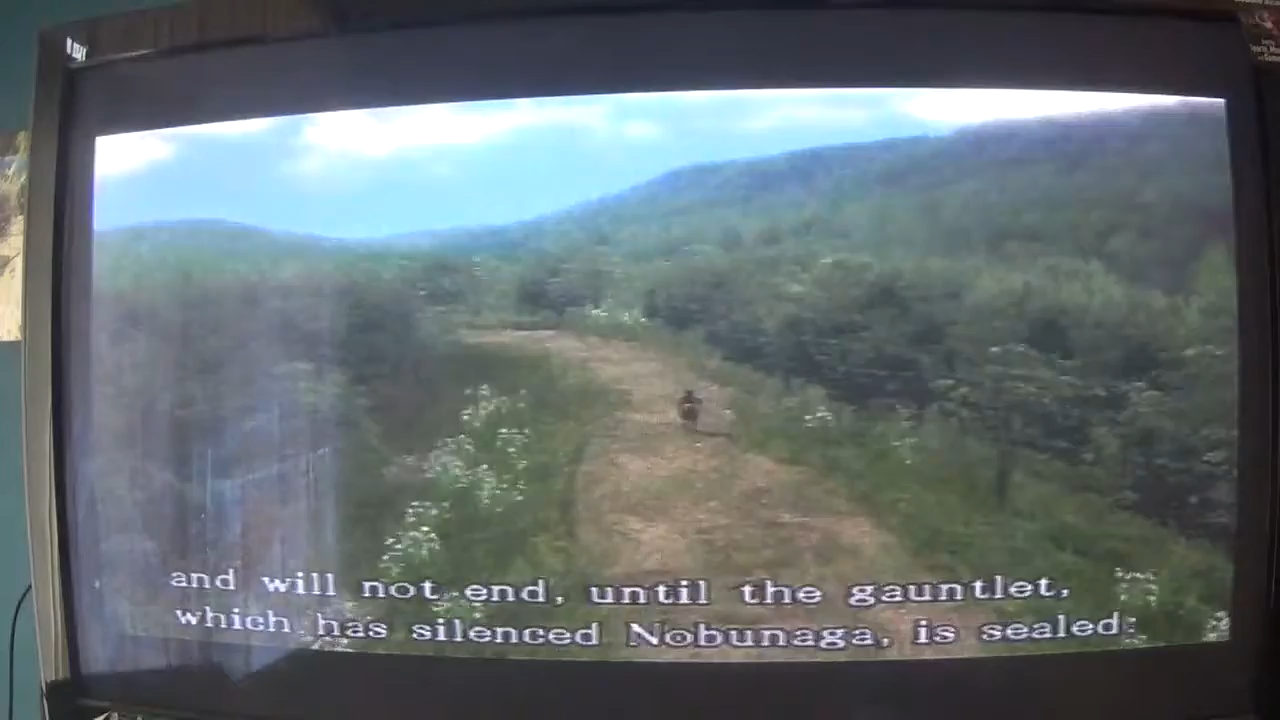 and will not end, until the gauntlet,
which has silenced Nobunaga, is sealed.